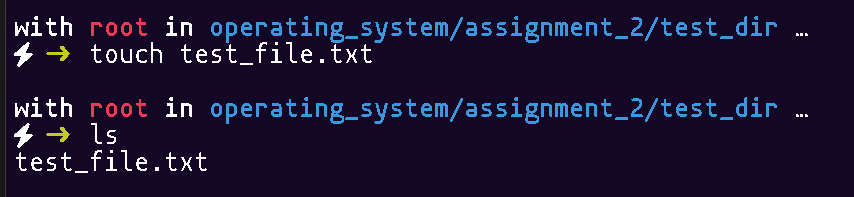 with root in operating_system/assignment_2/test_dir …
⚡ → touch test_file.txt
with root in operating_system/assignment_2/test_dir …
⚡ → ls
test_file.txt